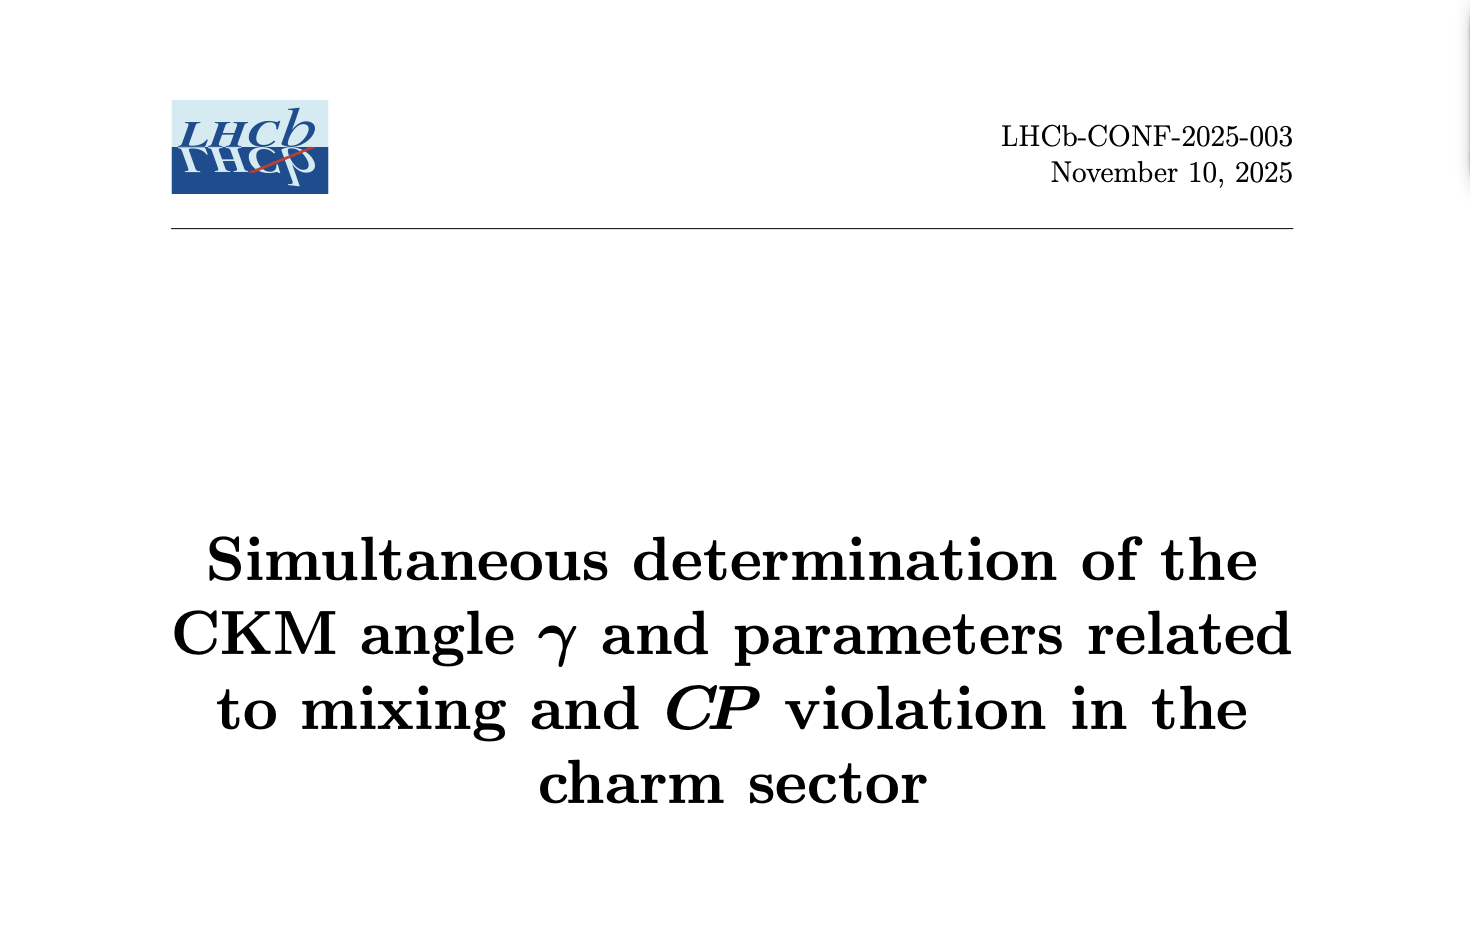 LHCb
LHCb
LHCb-CONF-2025-003
November 10, 2025
Simultaneous determination of the
CKM angle γ and parameters related
to mixing and CP violation in the
charm sector